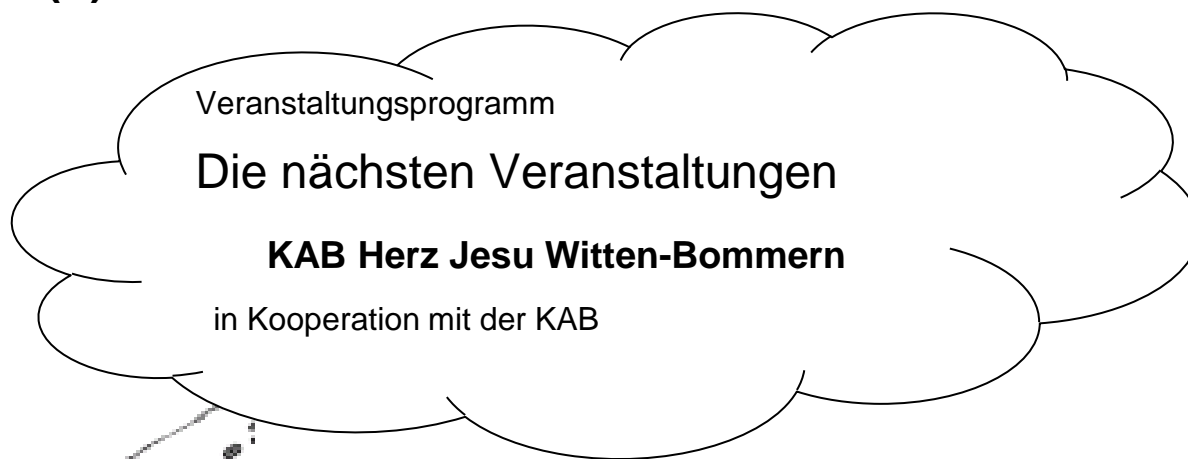 Veranstaltungsprogramm
Die nächsten Veranstaltungen
KAB Herz Jesu Witten-Bommern
in Kooperation mit der KAB